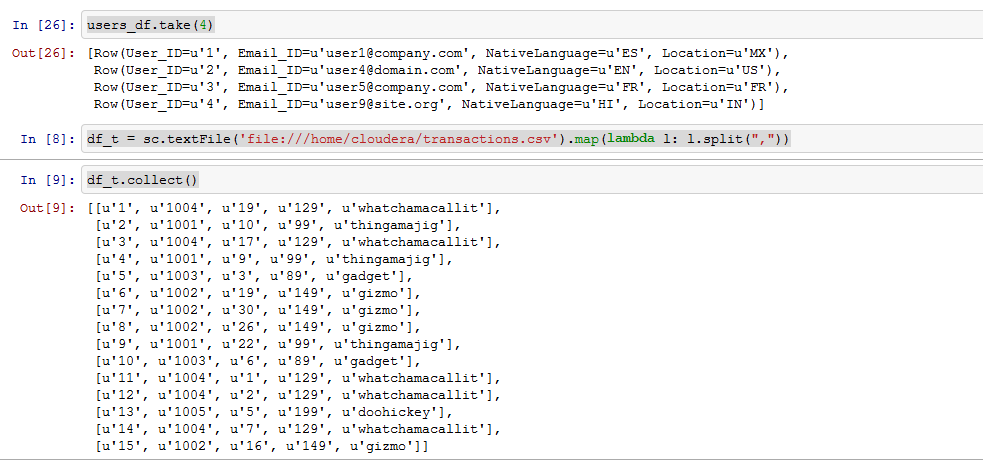 In [26]: users_df.take(4)
Out[26]: [Row(User_ID=u'1', Email_ID=u'user1@company.com', NativeLanguage=u'ES', Location=u'MX'),
Row(User_ID=u'2', Email_ID=u'user4@domain.com', NativeLanguage=u'EN', Location=u'US'),
Row(User_ID=u'3', Email_ID=u'user5@company.com', NativeLanguage=u'FR', Location=u'FR'),
Row(User_ID=u'4', Email_ID=u'user9@site.org', NativeLanguage=u'HI', Location=u'IN')]
In [8]: df_t = sc.textFile('file:///home/cloudera/transactions.csv').map(lambda l: l.split(","))
In [9]: df_t.collect()
Out[9]: [[u'1', u'1004', u'19', u'129', u'whatchamacallit'],
[u'2', u'1001', u'10', u'99', u'thingamajig'],
[u'3', u'1004', u'17', u'129', u'whatchamacallit'],
[u'4', u'1001', u'9', u'99', u'thingamajig'],
[u'5', u'1003', u'3', u'89', u'gadget'],
[u'6', u'1002', u'19', u'149', u'gizmo'],
[u'7', u'1002', u'30', u'149', u'gizmo'],
[u'8', u'1002', u'26', u'149', u'gizmo'],
[u'9', u'1001', u'22', u'99', u'thingamajig'],
[u'10', u'1003', u'6', u'89', u'gadget'],
[u'11', u'1004', u'1', u'129', u'whatchamacallit'],
[u'12', u'1004', u'2', u'129', u'whatchamacallit'],
[u'13', u'1005', u'5', u'199', u'doohickey'],
[u'14', u'1004', u'7', u'129', u'whatchamacallit'],
[u'15', u'1002', u'16', u'149', u'gizmo']]